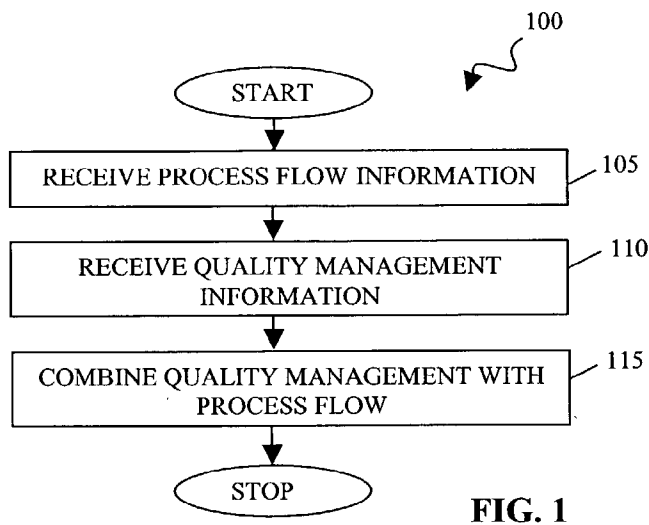 100
START
RECEIVE PROCESS FLOW INFORMATION
105
RECEIVE QUALITY MANAGEMENT
INFORMATION
110
COMBINE QUALITY MANAGEMENT WITH
PROCESS FLOW
115
STOP
FIG. 1